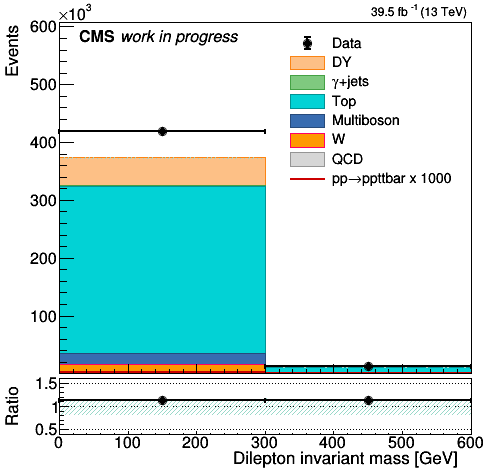 ×10³
39.5 fb⁻¹ (13 TeV)
Events
600
500
400
300
200
100
CMS work in progress
Data
DY
γ+jets
Top
Multiboson
W
QCD
pp→ppttbar x 1000
Ratio
1.5
1
0.5
0 100 200 300 400 500 600
Dilepton invariant mass [GeV]